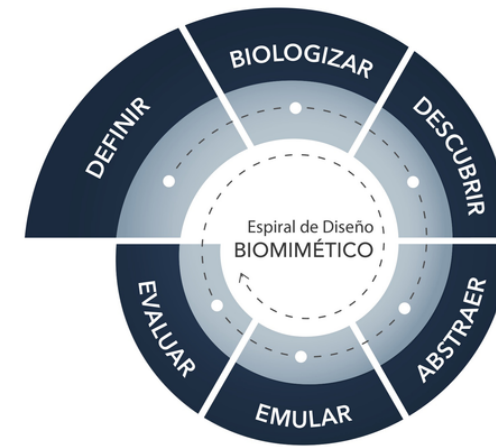 DEFINIR
BIOLOGIZAR
DESCUBRIR
ABSTRAER
EMULAR
EVALUAR
Espiral de Diseño
BIOMIMÉTICO